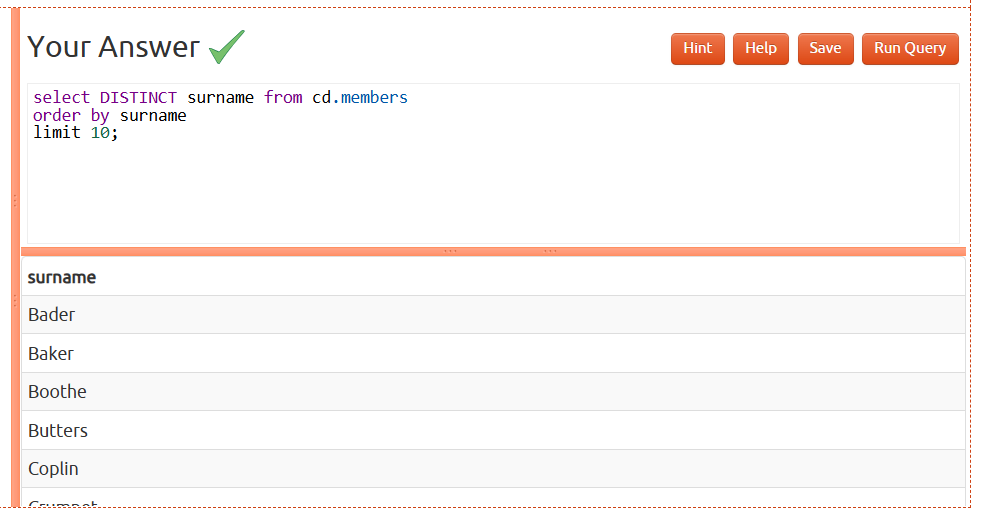 Your Answer
Hint Help Save Run Query
select DISTINCT surname from cd.members
order by surname
limit 10;
surname
Bader
Baker
Boothe
Butters
Coplin